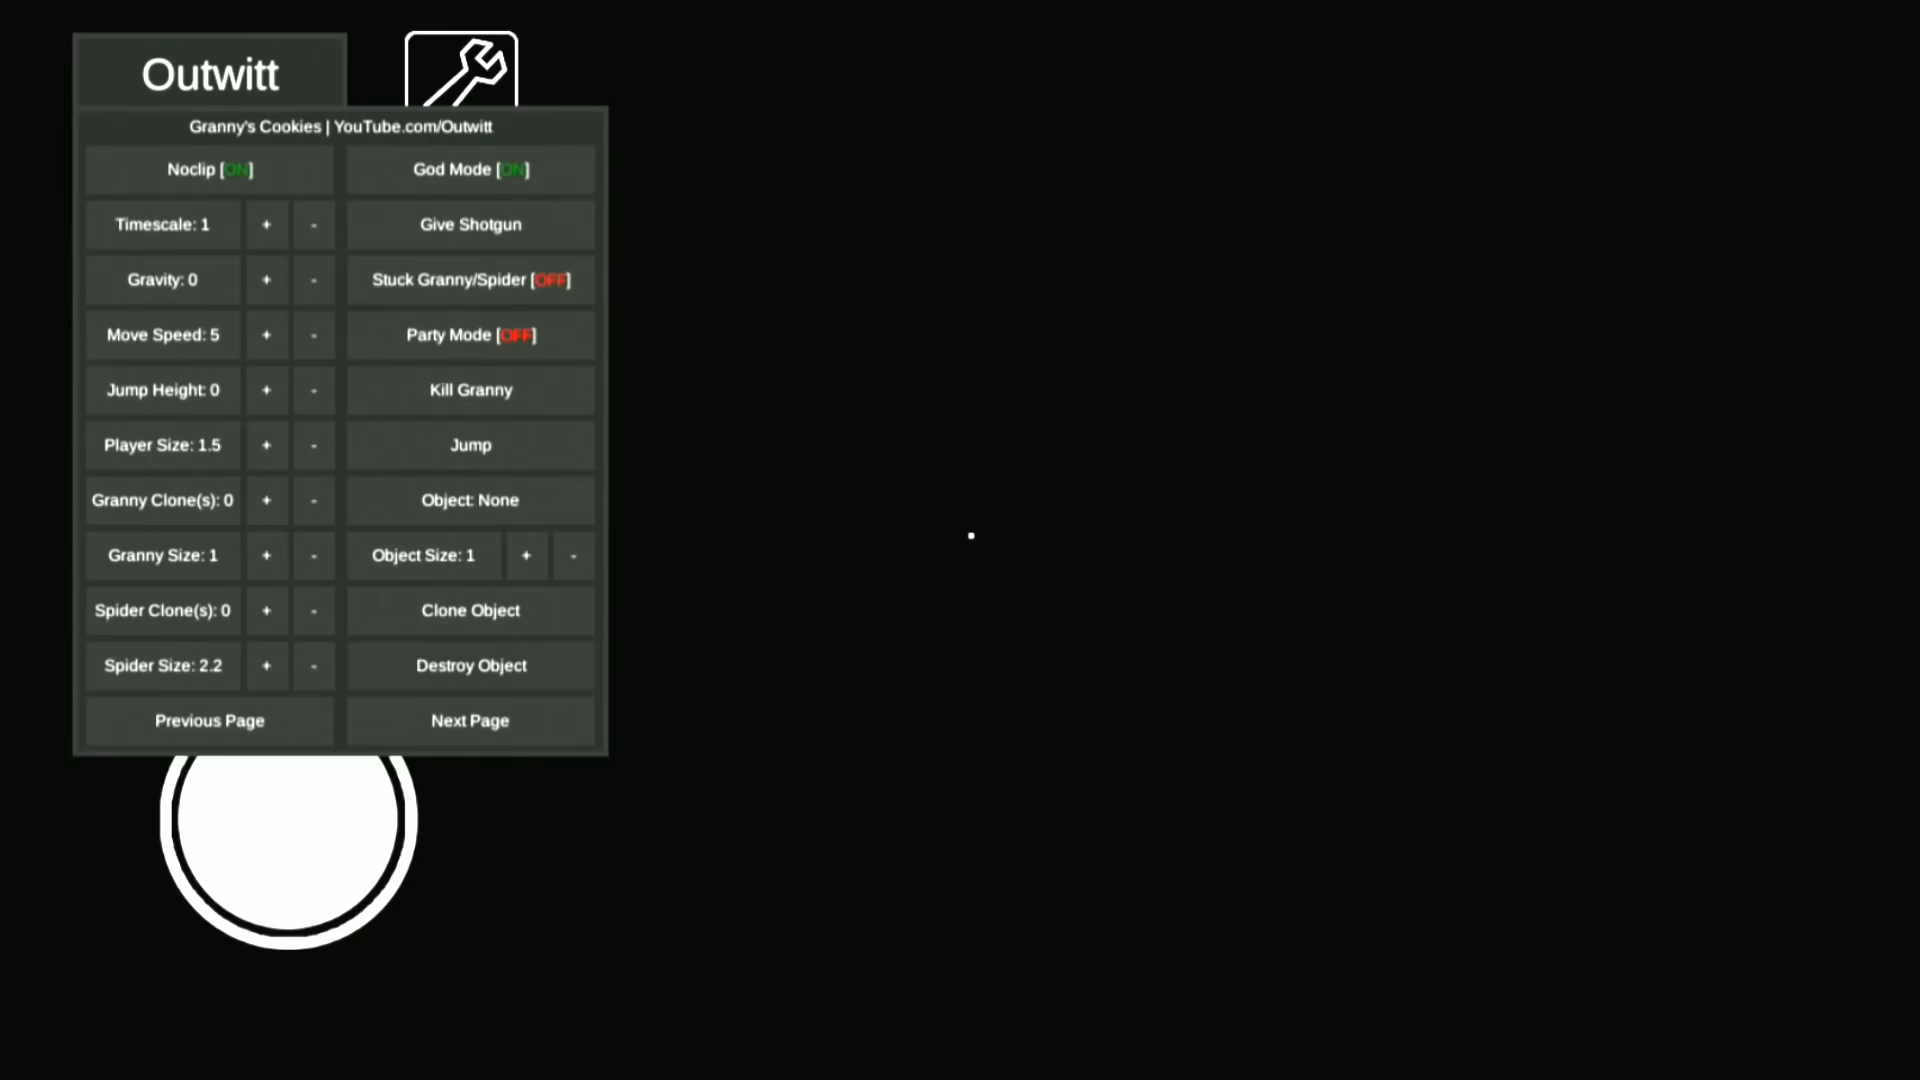 Outwitt
Granny's Cookies | YouTube.com/Outwitt
Noclip [ON] God Mode [ON]
Timescale: 1 + - Give Shotgun
Gravity: 0 + - Stuck Granny/Spider [OFF]
Move Speed: 5 + - Party Mode [OFF]
Jump Height: 0 + - Kill Granny
Player Size: 1.5 + - Jump
Granny Clone(s): 0 + - Object: None
Granny Size: 1 + - Object Size: 1 + -
Spider Clone(s): 0 + - Clone Object
Spider Size: 2.2 + - Destroy Object
Previous Page Next Page